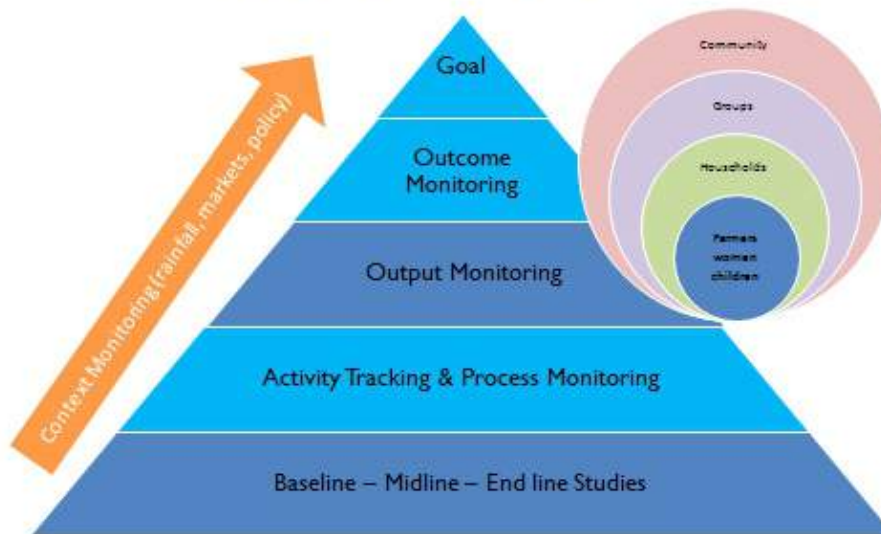 Goal
Outcome
Monitoring
Output Monitoring
Activity Tracking & Process Monitoring
Baseline – Midline – End line Studies
Context Monitoring (rainfall, markets, policy)
Community
Groups
Households
Farmers
women
children